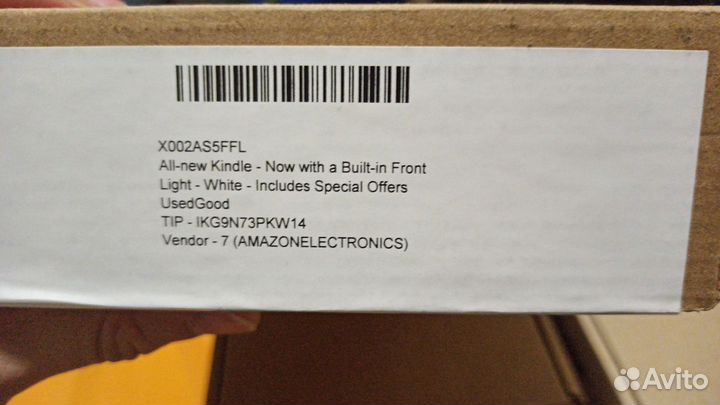 X002AS5FFL
All-new Kindle - Now with a Built-in Front
Light - White - Includes Special Offers
UsedGood
TIP - IKG9N73PKW14
Vendor - 7 (AMAZONELECTRONICS)
Avito